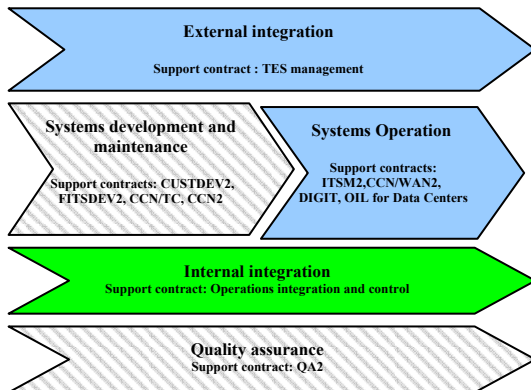 External integration
Support contract : TES management
Systems development and
maintenance
Support contracts: CUSTDEV2,
FITSDEV2, CCN/TC, CCN2
Systems Operation
Support contracts:
ITSM2,CCN/WAN2,
DIGIT, OIL for Data Centers
Internal integration
Support contract: Operations integration and control
Quality assurance
Support contract: QA2